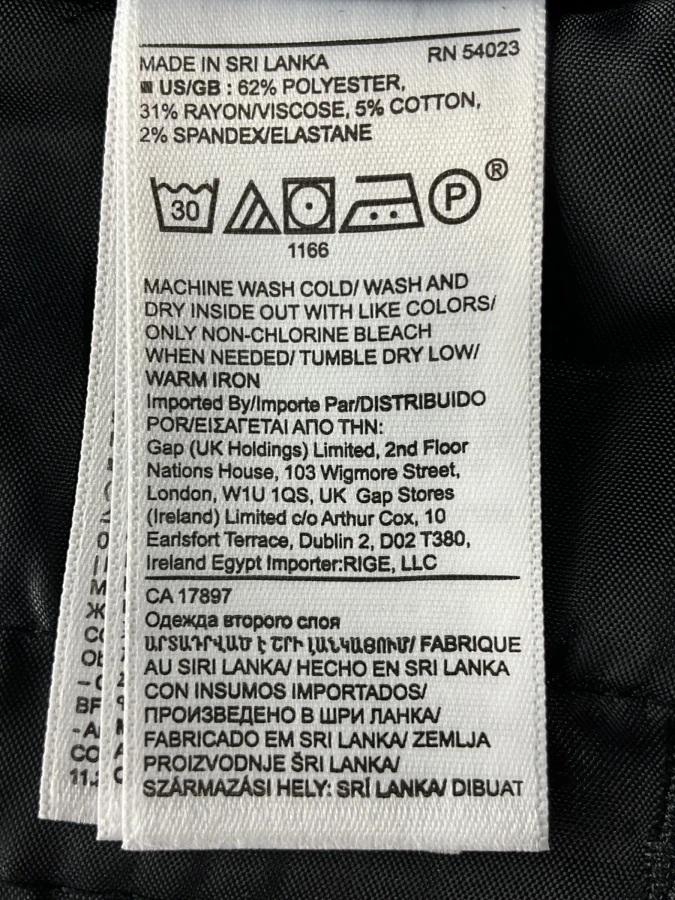 MADE IN SRI LANKA RN 54023
US/GB : 62% POLYESTER,
31% RAYON/VISCOSE, 5% COTTON,
2% SPANDEX/ELASTANE
30 P ®
1166
MACHINE WASH COLD/ WASH AND
DRY INSIDE OUT WITH LIKE COLORS/
ONLY NON-CHLORINE BLEACH
WHEN NEEDED/ TUMBLE DRY LOW/
WARM IRON
Imported By/Importe Par/DISTRIBUIDO
POR/ΕΙΣΑΓΕΤΑΙ ΑΠΟ ΤΗΝ:
Gap (UK Holdings) Limited, 2nd Floor
Nations House, 103 Wigmore Street,
London, W1U 1QS, UK Gap Stores
(Ireland) Limited c/o Arthur Cox, 10
Earlsfort Terrace, Dublin 2, D02 T380,
Ireland Egypt Importer:RIGE, LLC
CA 17897
Одежда второго слоя
ԱՐՏԱԴՐՎԱԾ Է ՇՐԻ ԼԱՆԿԱՅՈՒՄ/ FABRIQUE
AU SIRI LANKA/ HECHO EN SRI LANKA
CON INSUMOS IMPORTADOS/
ПРОИЗВЕДЕНО В ШРИ ЛАНКА/
FABRICADO EM SRI LANKA/ ZEMLJA
PROIZVODNJE ŠRI LANKA/
SZÁRMAZÁSI HELY: SRÍ LANKA/ DIBUAT